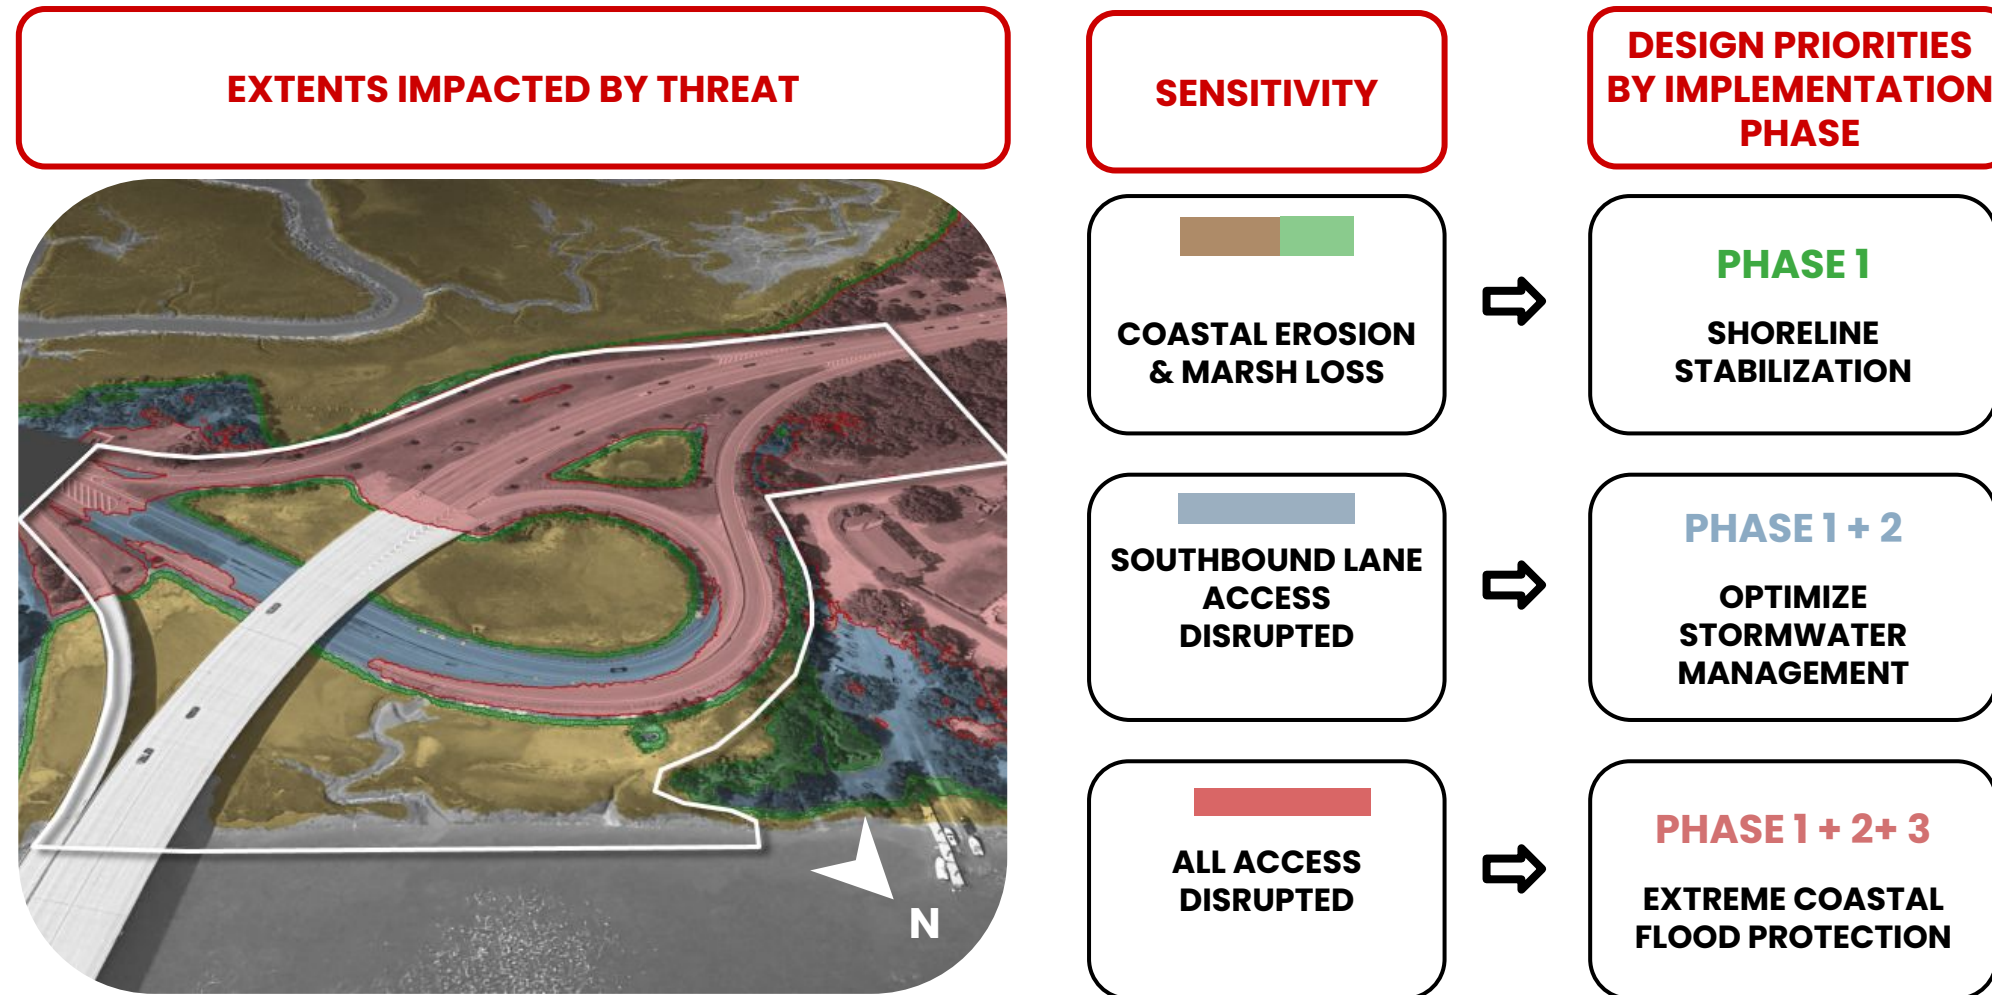 EXTENTS IMPACTED BY THREAT
SENSITIVITY
DESIGN PRIORITIES
BY IMPLEMENTATION
PHASE
COASTAL EROSION
& MARSH LOSS
PHASE 1
SHORELINE
STABILIZATION
SOUTHBOUND LANE
ACCESS
DISRUPTED
PHASE 1 + 2
OPTIMIZE
STORMWATER
MANAGEMENT
ALL ACCESS
DISRUPTED
PHASE 1 + 2+ 3
EXTREME COASTAL
FLOOD PROTECTION
N